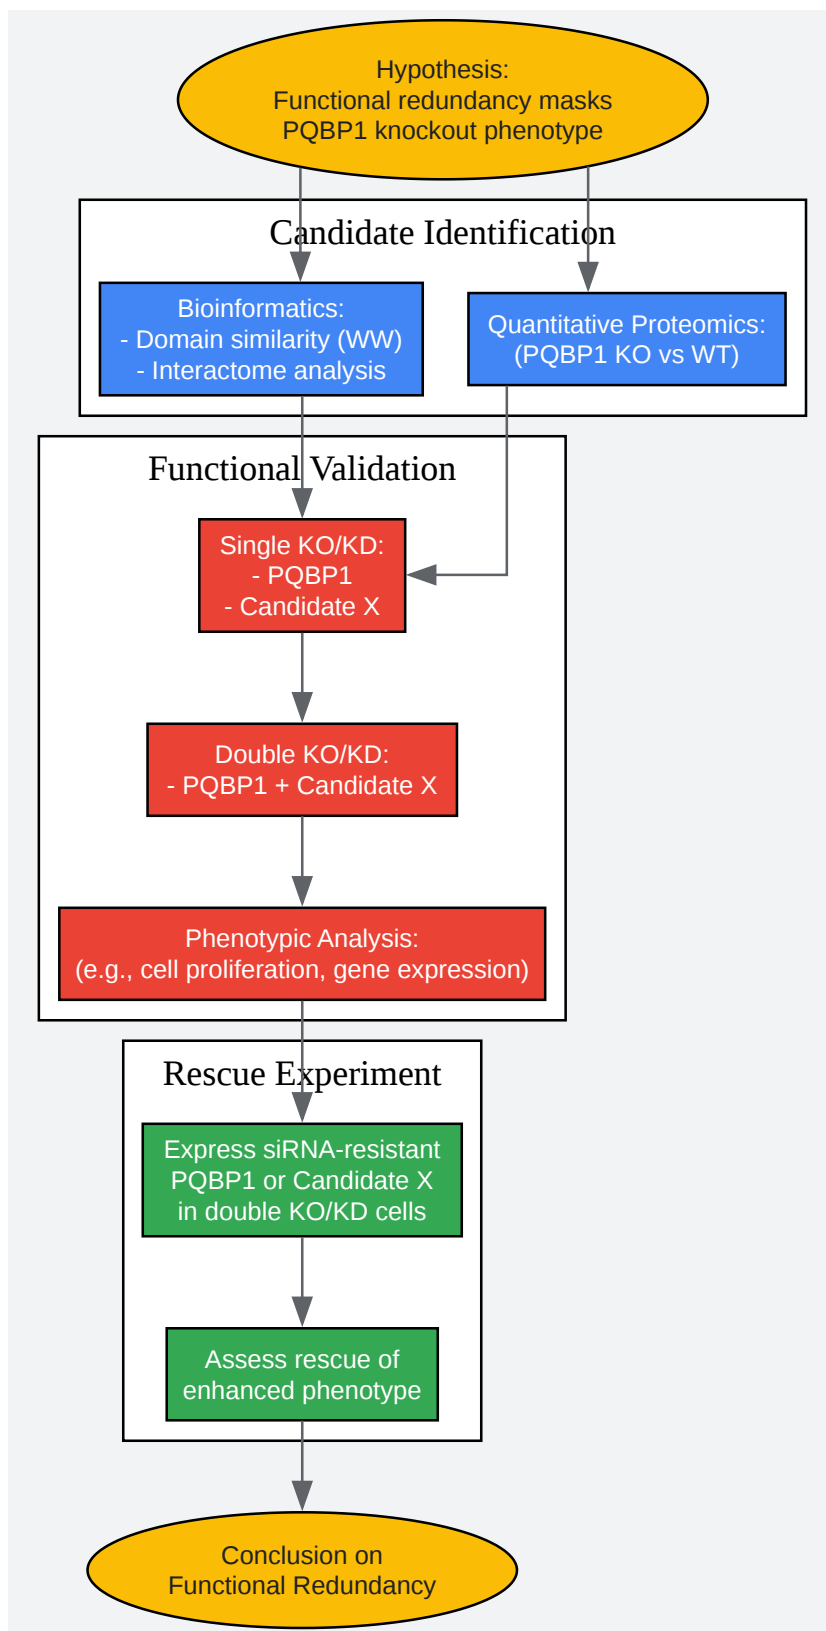 Hypothesis:
Functional redundancy masks
PQBP1 knockout phenotype
Candidate Identification
Bioinformatics:
- Domain similarity (WW)
- Interactome analysis
Quantitative Proteomics:
(PQBP1 KO vs WT)
Functional Validation
Single KO/KD:
- PQBP1
- Candidate X
Double KO/KD:
- PQBP1 + Candidate X
Phenotypic Analysis:
(e.g., cell proliferation, gene expression)
Rescue Experiment
Express siRNA-resistant
PQBP1 or Candidate X
in double KO/KD cells
Assess rescue of
enhanced phenotype
Conclusion on
Functional Redundancy